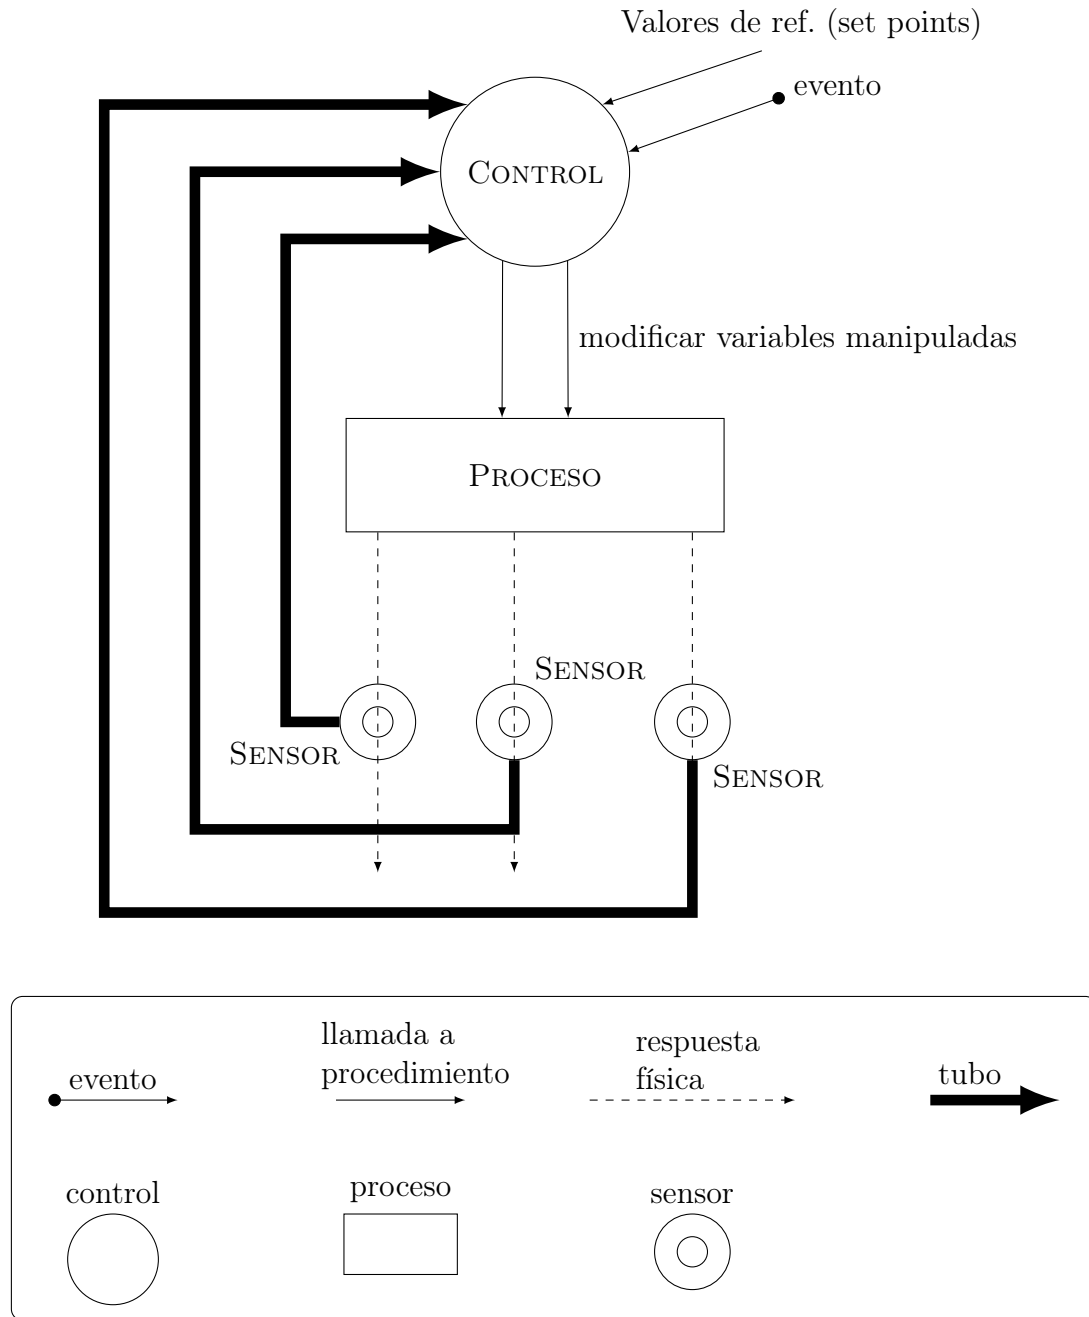 Valores de ref. (set points)
evento
CONTROL
modificar variables manipuladas
PROCESO
SENSOR
SENSOR
SENSOR
evento
llamada a
procedimiento
respuesta
física
tubo
control
proceso
sensor